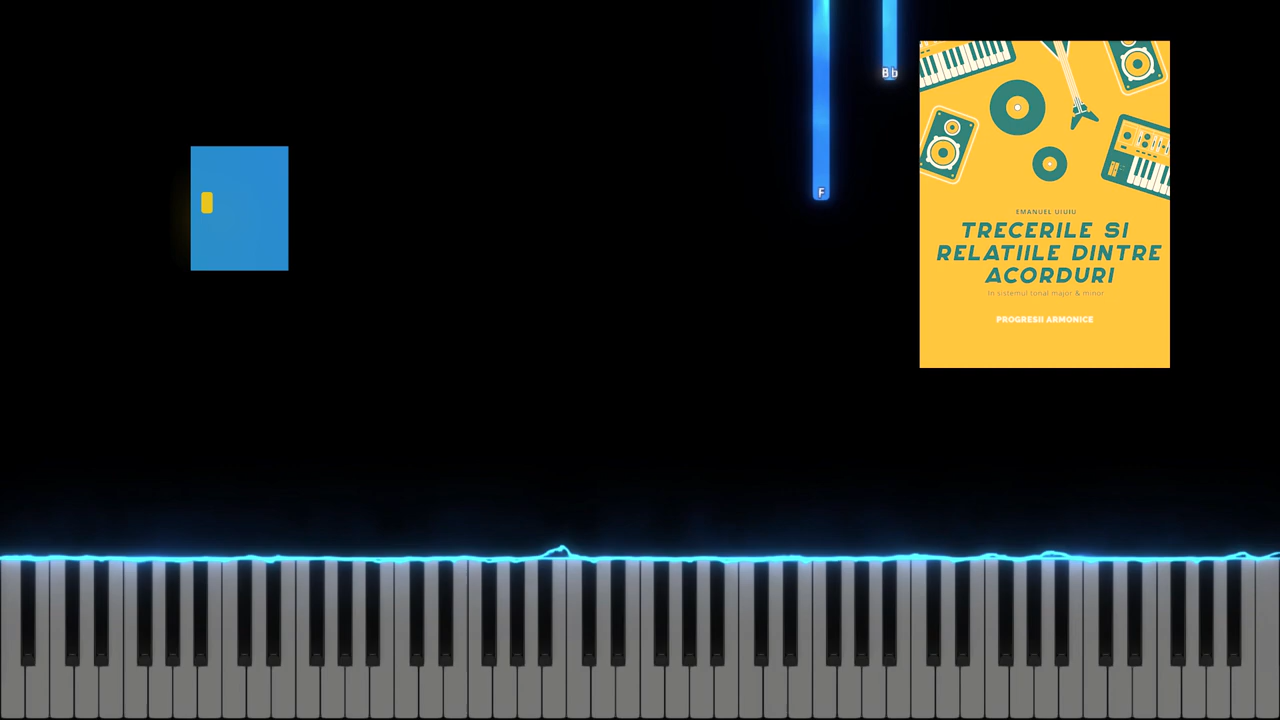 Bb
F
EMANUEL UIUIU
TRECERILE SI
RELATIILE DINTRE
ACORDURI
In sistemul tonal major & minor
PROGRESII ARMONICE